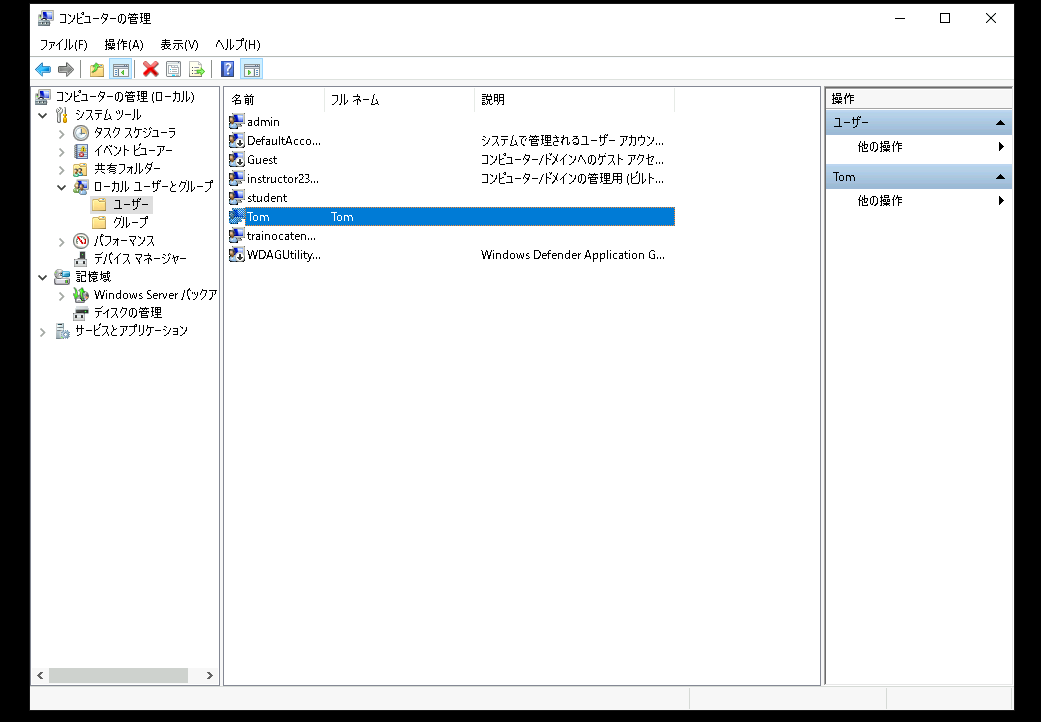 コンピューターの管理
ファイル(F) 操作(A) 表示(V) ヘルプ(H)
コンピューターの管理 (ローカル)
システム ツール
タスク スケジューラ
イベント ビューアー
共有フォルダー
ローカル ユーザーとグループ
ユーザー
グループ
パフォーマンス
デバイス マネージャー
記憶域
Windows Server バックア
ディスクの管理
サービスとアプリケーション
名前 フル ネーム 説明
admin
DefaultAcco... システムで管理されるユーザー アカウン...
Guest コンピューター/ドメインへのゲスト アクセ...
instructor23... コンピューター/ドメインの管理用 (ビルト...
student
Tom Tom
trainocaten...
WDAGUtility... Windows Defender Application G...
操作
ユーザー
他の操作
Tom
他の操作